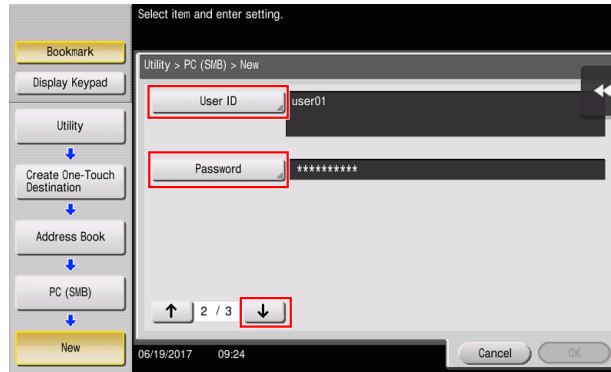 Select item and enter setting.
Bookmark
Display Keypad
Utility
Create One-Touch
Destination
Address Book
PC (SMB)
New
Utility > PC (SMB) > New
User ID
user01
Password
**********
↑ 2 / 3 ↓
06/19/2017 09:24
Cancel
OK